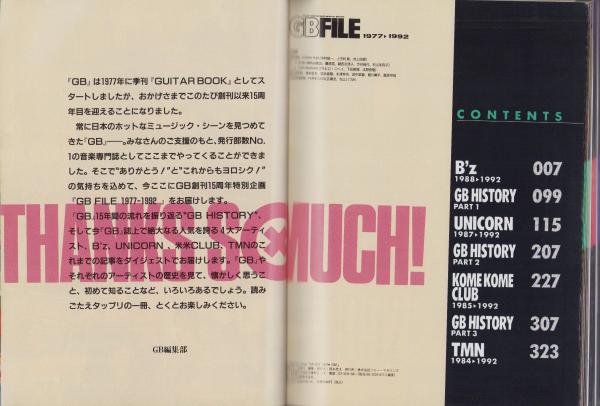 『GB』は1977年に季刊『GUITAR BOOK』としてス
タートしましたが、おかげさまでこのたび創刊以来15周
年目を迎えることになりました。
常に日本のホットなミュージック・シーンを見つめて
きた『GB』──。みなさんのご支援のもと、発行部数No.
1の音楽専門誌としてここまでやってくることができま
した。そこで"ありがとう!"と"これからもヨロシク!"
の気持ちを込めて、今ここにGB創刊15周年特別企画
『GB FILE 1977-1992』をお届けします。
『GB』15年間の流れを振り返る"GB HISTORY"、
そして今『GB』誌上で絶大なる人気を誇る4大アーティ
スト、B'z、UNICORN、米米CLUB、TMNのこ
れまでの記事をダイジェストでお届けします。『GB』や
それぞれのアーティストの歴史を見て、懐かしく思うこ
と、初めて知ることなど、いろいろあるでしょう。読み
ごたえタップリの一冊、とくとお楽しみください。
GB編集部
THANKS SO MUCH!
GB FILE
1977▶1992
CONTENTS
B'z 007
1988▶1992
GB HISTORY 099
PART 1
UNICORN 115
1987▶1992
GB HISTORY 207
PART 2
KOME KOME 227
CLUB
1985▶1992
GB HISTORY 307
PART 3
TMN 323
1984▶1992